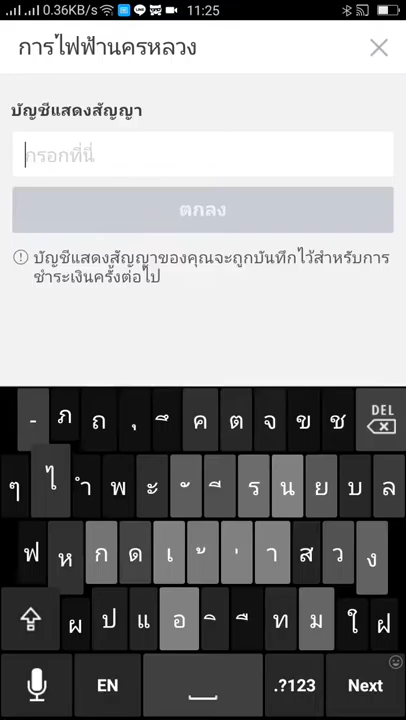 0.36KB/s 11:25
การไฟฟ้านครหลวง
บัญชีแสดงสัญญา
กรอกที่นี่
ตกลง
บัญชีแสดงสัญญาของคุณจะถูกบันทึกไว้สำหรับการ
ชำระเงินครั้งต่อไป
- ภ ถ ุ ึ ค ต จ ข ช DEL
ๆ ไ ำ พ ะ ั ี ร น ย บ ล
ฟ ห ก ด เ ้ ่ า ส ว ง
ผ ป แ อ ิ ื ท ม ใ ฝ
EN .?123 Next